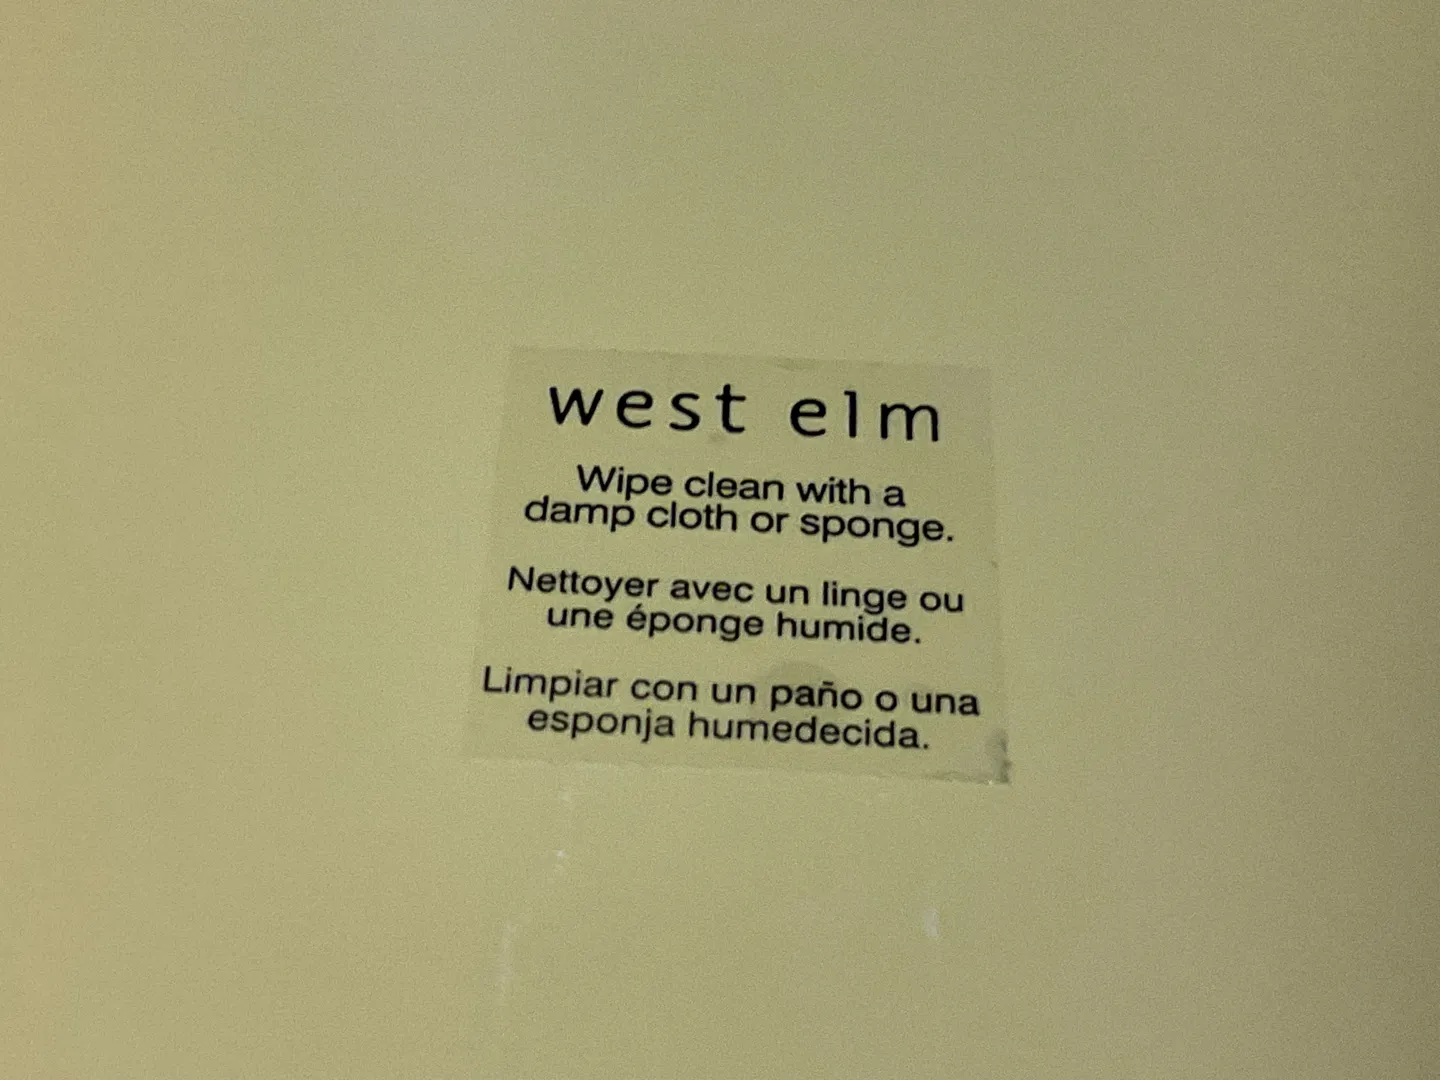 west elm
Wipe clean with a
damp cloth or sponge.
Nettoyer avec un linge ou
une éponge humide.
Limpiar con un paño o una
esponja humedecida.